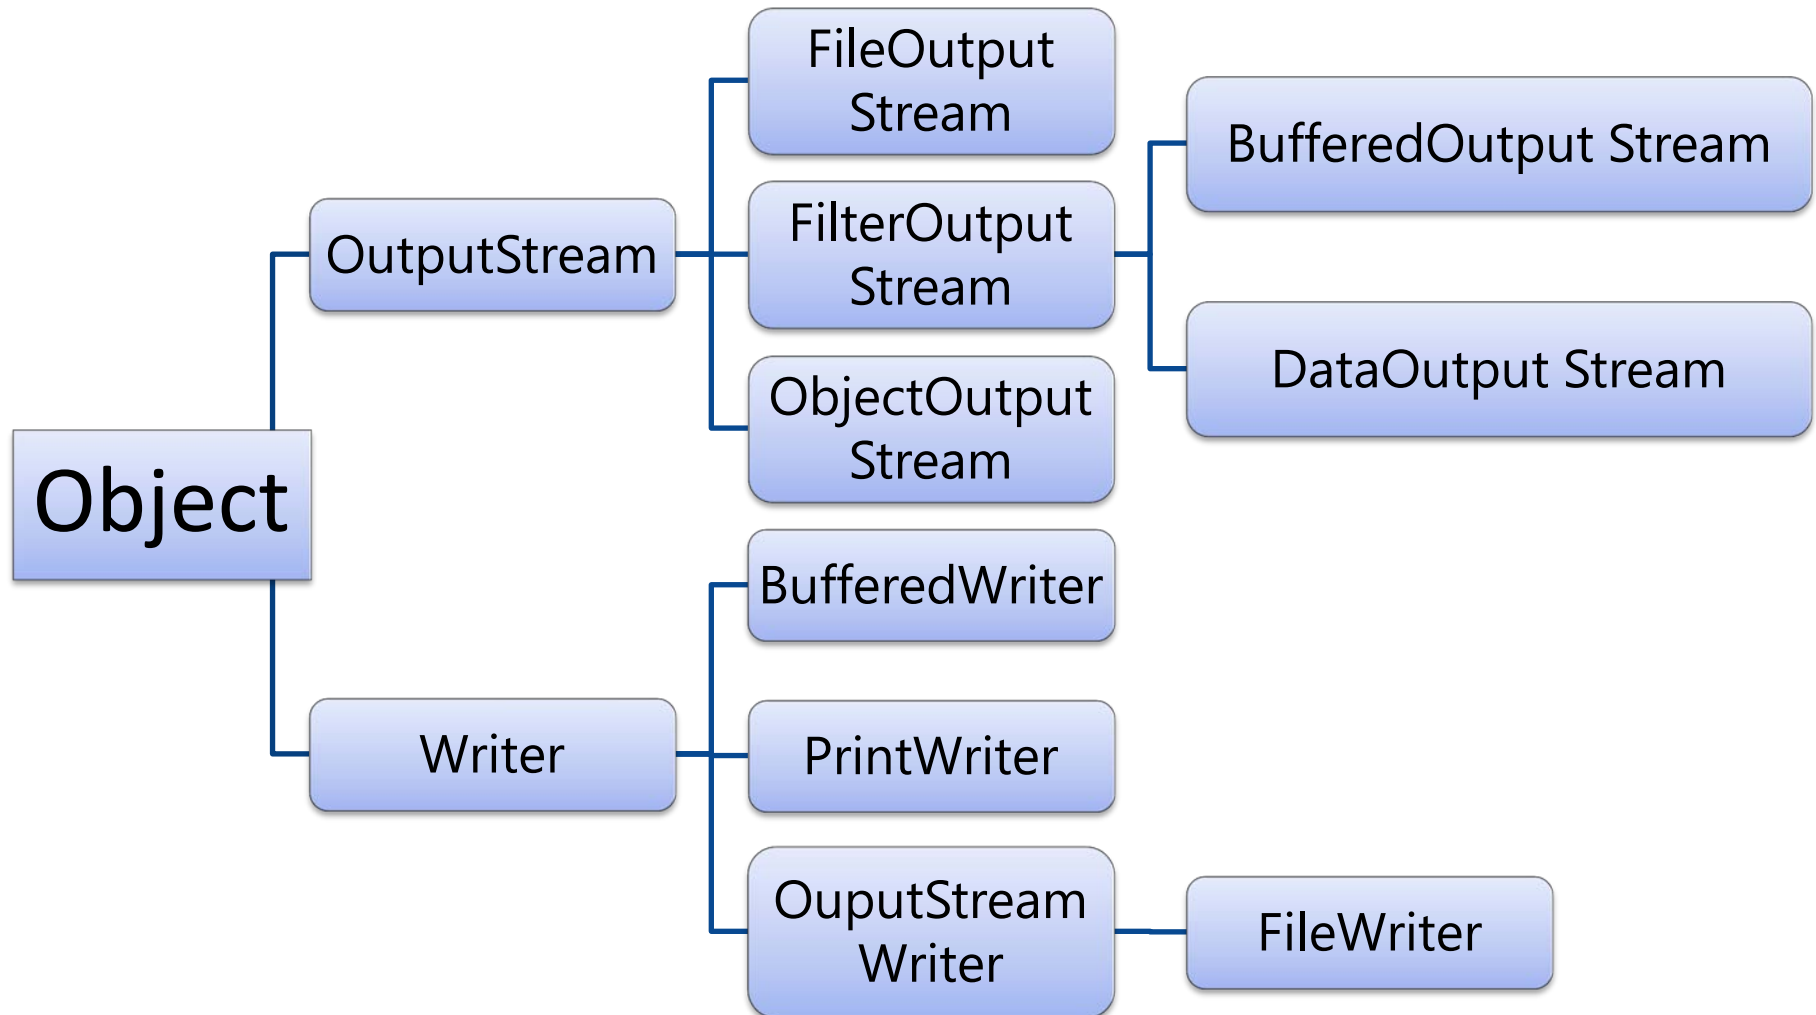 FileOutput
Stream
BufferedOutput Stream
FilterOutput
Stream
OutputStream
DataOutput Stream
ObjectOutput
Stream
Object
BufferedWriter
Writer
PrintWriter
OuputStream
Writer
FileWriter